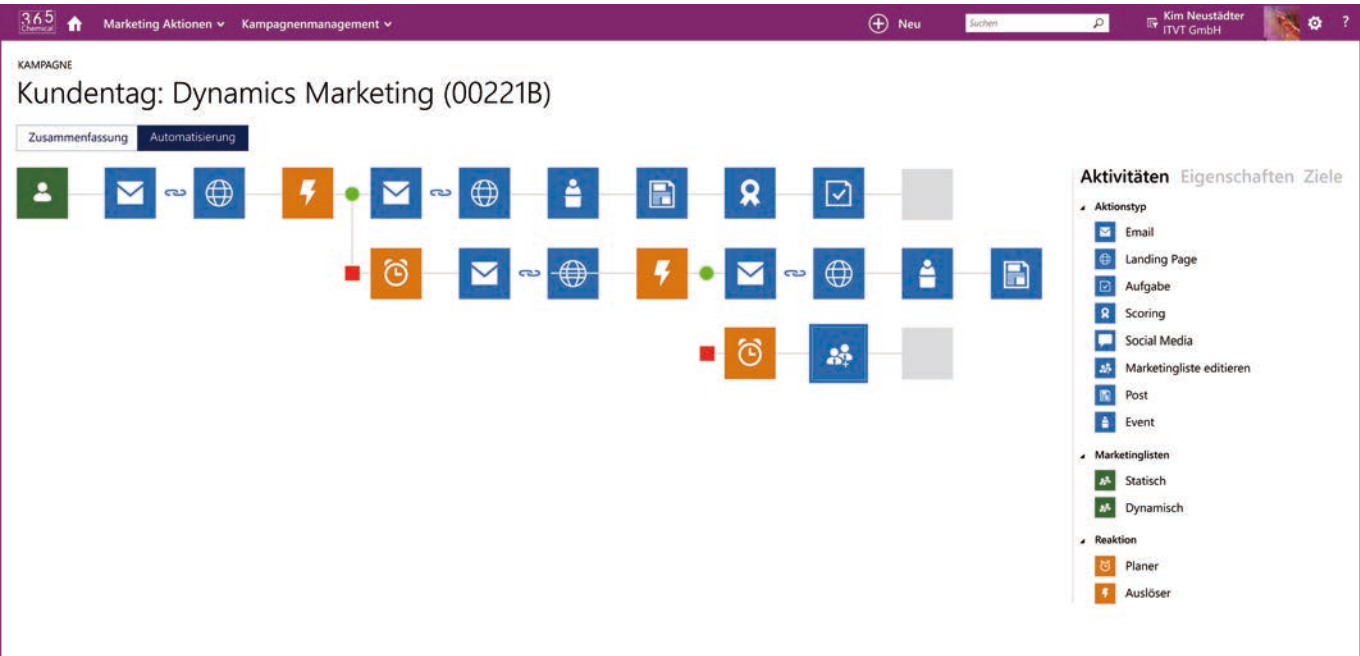 365
Chemical
Marketing Aktionen
Kampagnenmanagement
Neu
Suchen
Kim Neustädter
ITVT GmbH
?
KAMPAGNE
Kundentag: Dynamics Marketing (00221B)
Zusammenfassung
Automatisierung
Aktivitäten Eigenschaften Ziele
Aktionstyp
Email
Landing Page
Aufgabe
Scoring
Social Media
Marketingliste editieren
Post
Event
Marketinglisten
Statisch
Dynamisch
Reaktion
Planer
Auslöser